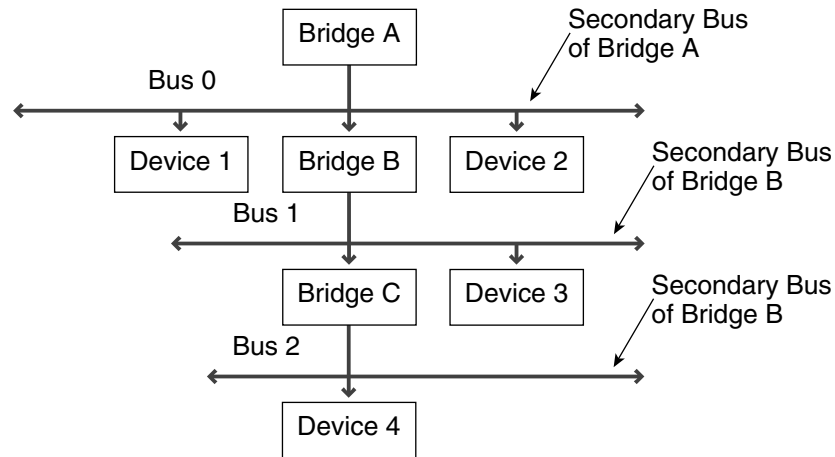 Bridge A
Secondary Bus
of Bridge A
Bus 0
Device 1
Bridge B
Device 2
Secondary Bus
of Bridge B
Bus 1
Bridge C
Device 3
Secondary Bus
of Bridge B
Bus 2
Device 4